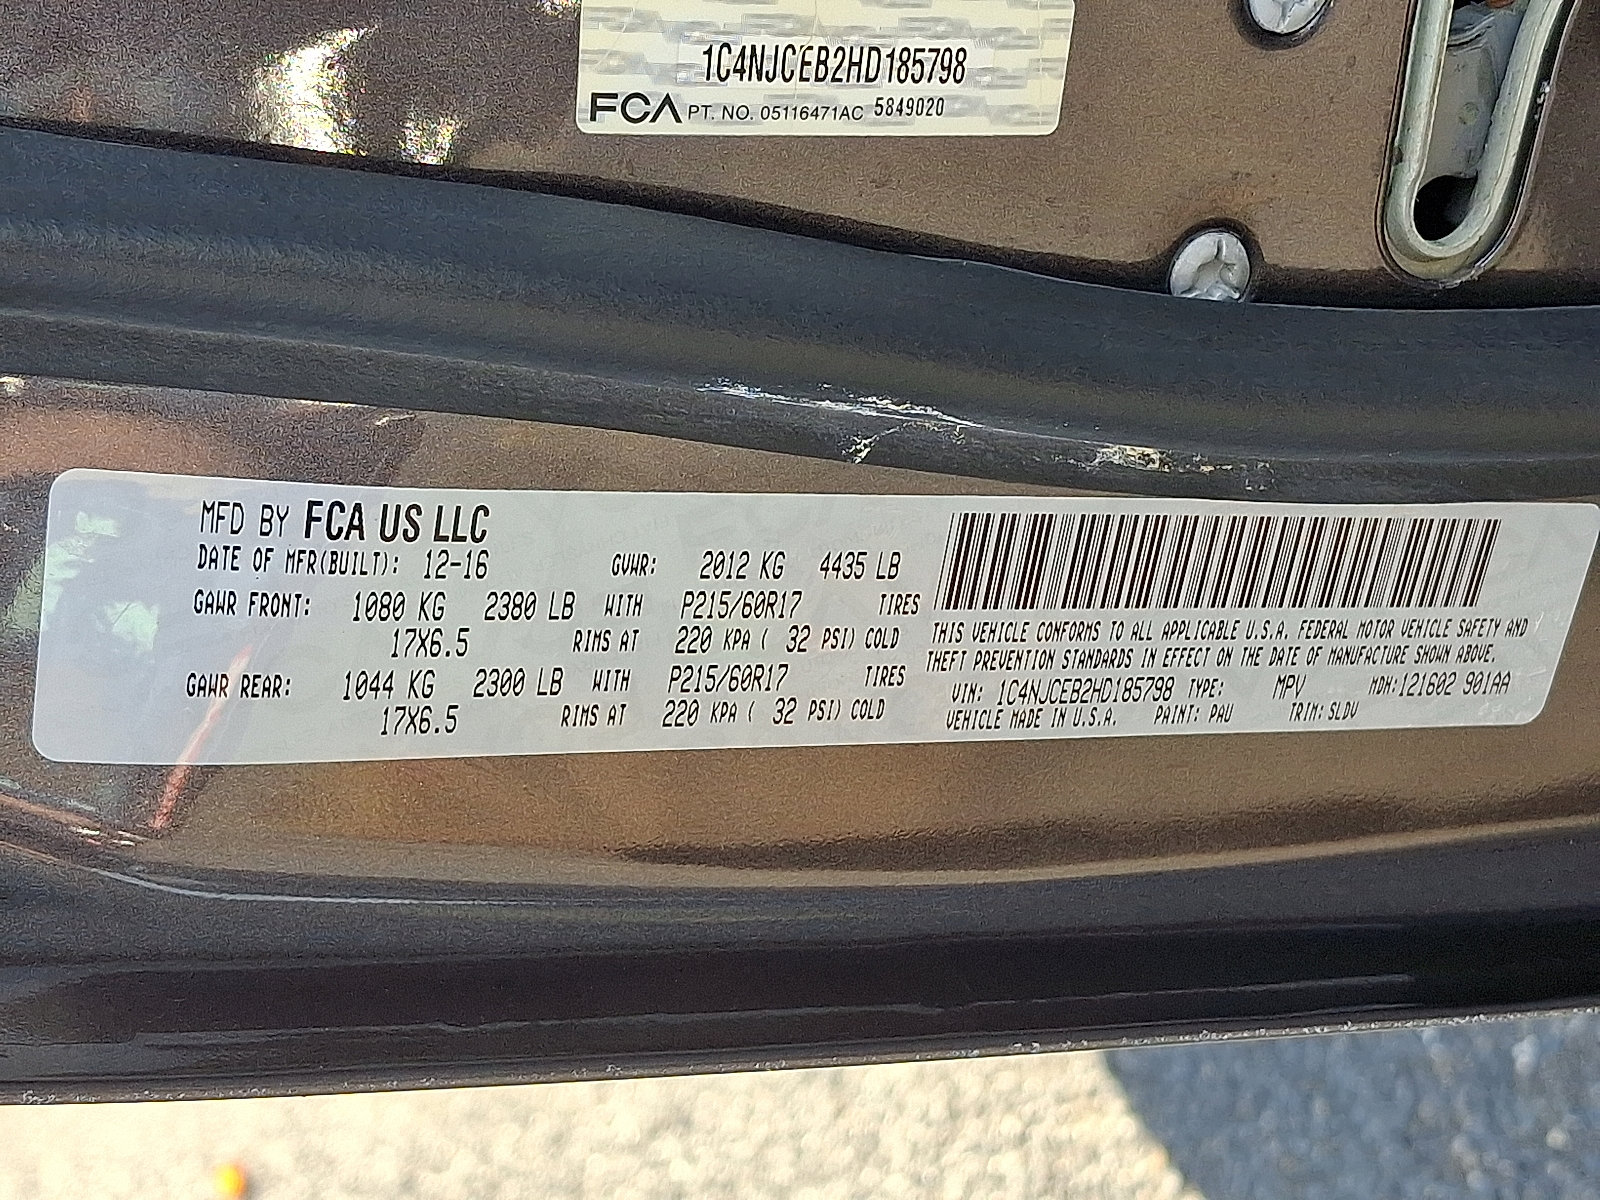 1C4NJCEB2HD185798
FCA PT. NO. 05116471AC 5849020
MFD BY FCA US LLC
DATE OF MFR(BUILT): 12-16 GVWR: 2012 KG 4435 LB
GAWR FRONT: 1080 KG 2380 LB WITH P215/60R17 TIRES
17X6.5 RIMS AT 220 KPA ( 32 PSI) COLD
GAWR REAR: 1044 KG 2300 LB WITH P215/60R17 TIRES
17X6.5 RIMS AT 220 KPA ( 32 PSI) COLD
THIS VEHICLE CONFORMS TO ALL APPLICABLE U.S.A. FEDERAL MOTOR VEHICLE SAFETY AND
THEFT PREVENTION STANDARDS IN EFFECT ON THE DATE OF MANUFACTURE SHOWN ABOVE.
VIN: 1C4NJCEB2HD185798 TYPE: MPV MDH:121602 901AA
VEHICLE MADE IN U.S.A. PAINT: PAU TRIM: SLDV